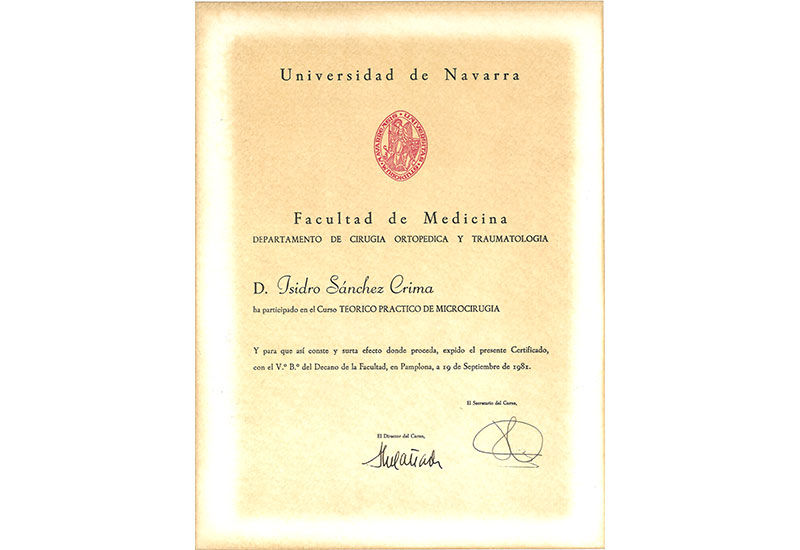 Universidad de Navarra
Facultad de Medicina
DEPARTAMENTO DE CIRUGIA ORTOPEDICA Y TRAUMATOLOGIA
D. Isidro Sánchez Crima
ha participado en el Curso TEORICO PRACTICO DE MICROCIRUGIA
Y para que así conste y surta efecto donde proceda, expido el presente Certificado,
con el V.º B.º del Decano de la Facultad, en Pamplona, a 19 de Septiembre de 1981.
El Secretario del Curso,
El Director del Curso,